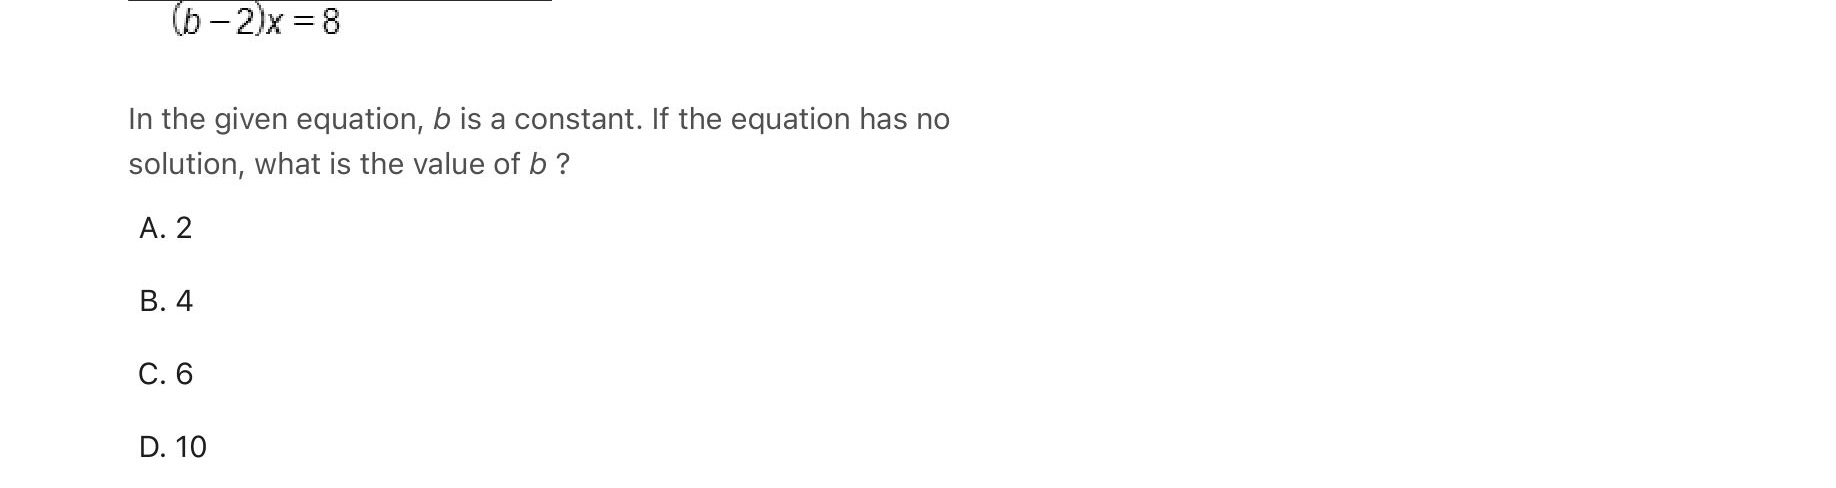 (b – 2)x = 8
In the given equation, b is a constant. If the equation has no
solution, what is the value of b ?
A. 2
B. 4
C. 6
D. 10